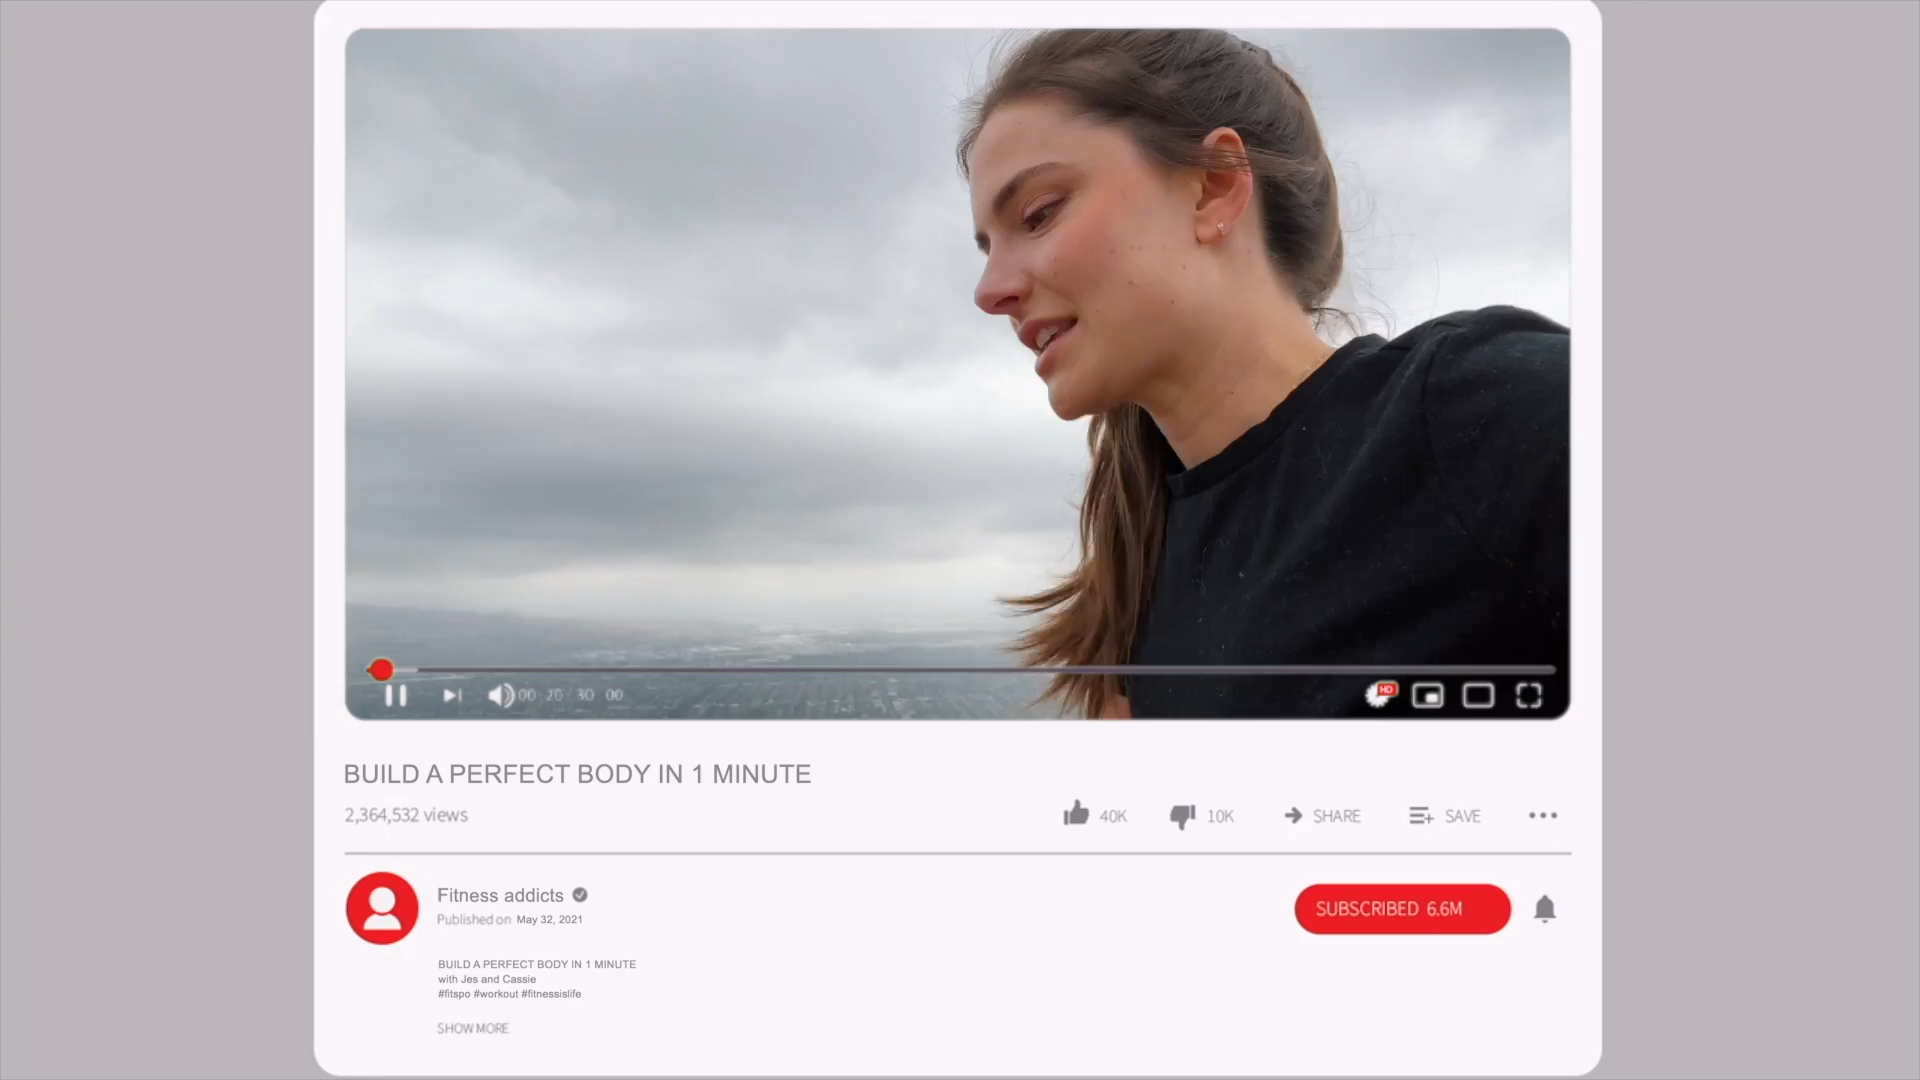 00:20/30 00
HD
BUILD A PERFECT BODY IN 1 MINUTE
2,364,532 views
40K
10K
SHARE
SAVE
Fitness addicts
Published on May 32, 2021
SUBSCRIBED 6.6M
BUILD A PERFECT BODY IN 1 MINUTE
with Jes and Cassie
#fitspo #workout #fitnessislife
SHOW MORE